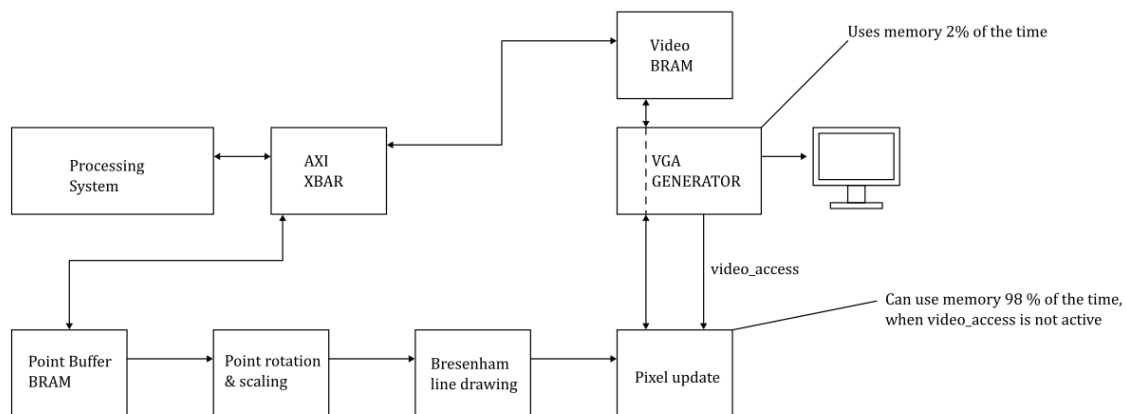 Video
BRAM
Uses memory 2% of the time
Processing
System
AXI
XBAR
VGA
GENERATOR
video_access
Can use memory 98 % of the time,
when video_access is not active
Point Buffer
BRAM
Point rotation
& scaling
Bresenham
line drawing
Pixel update